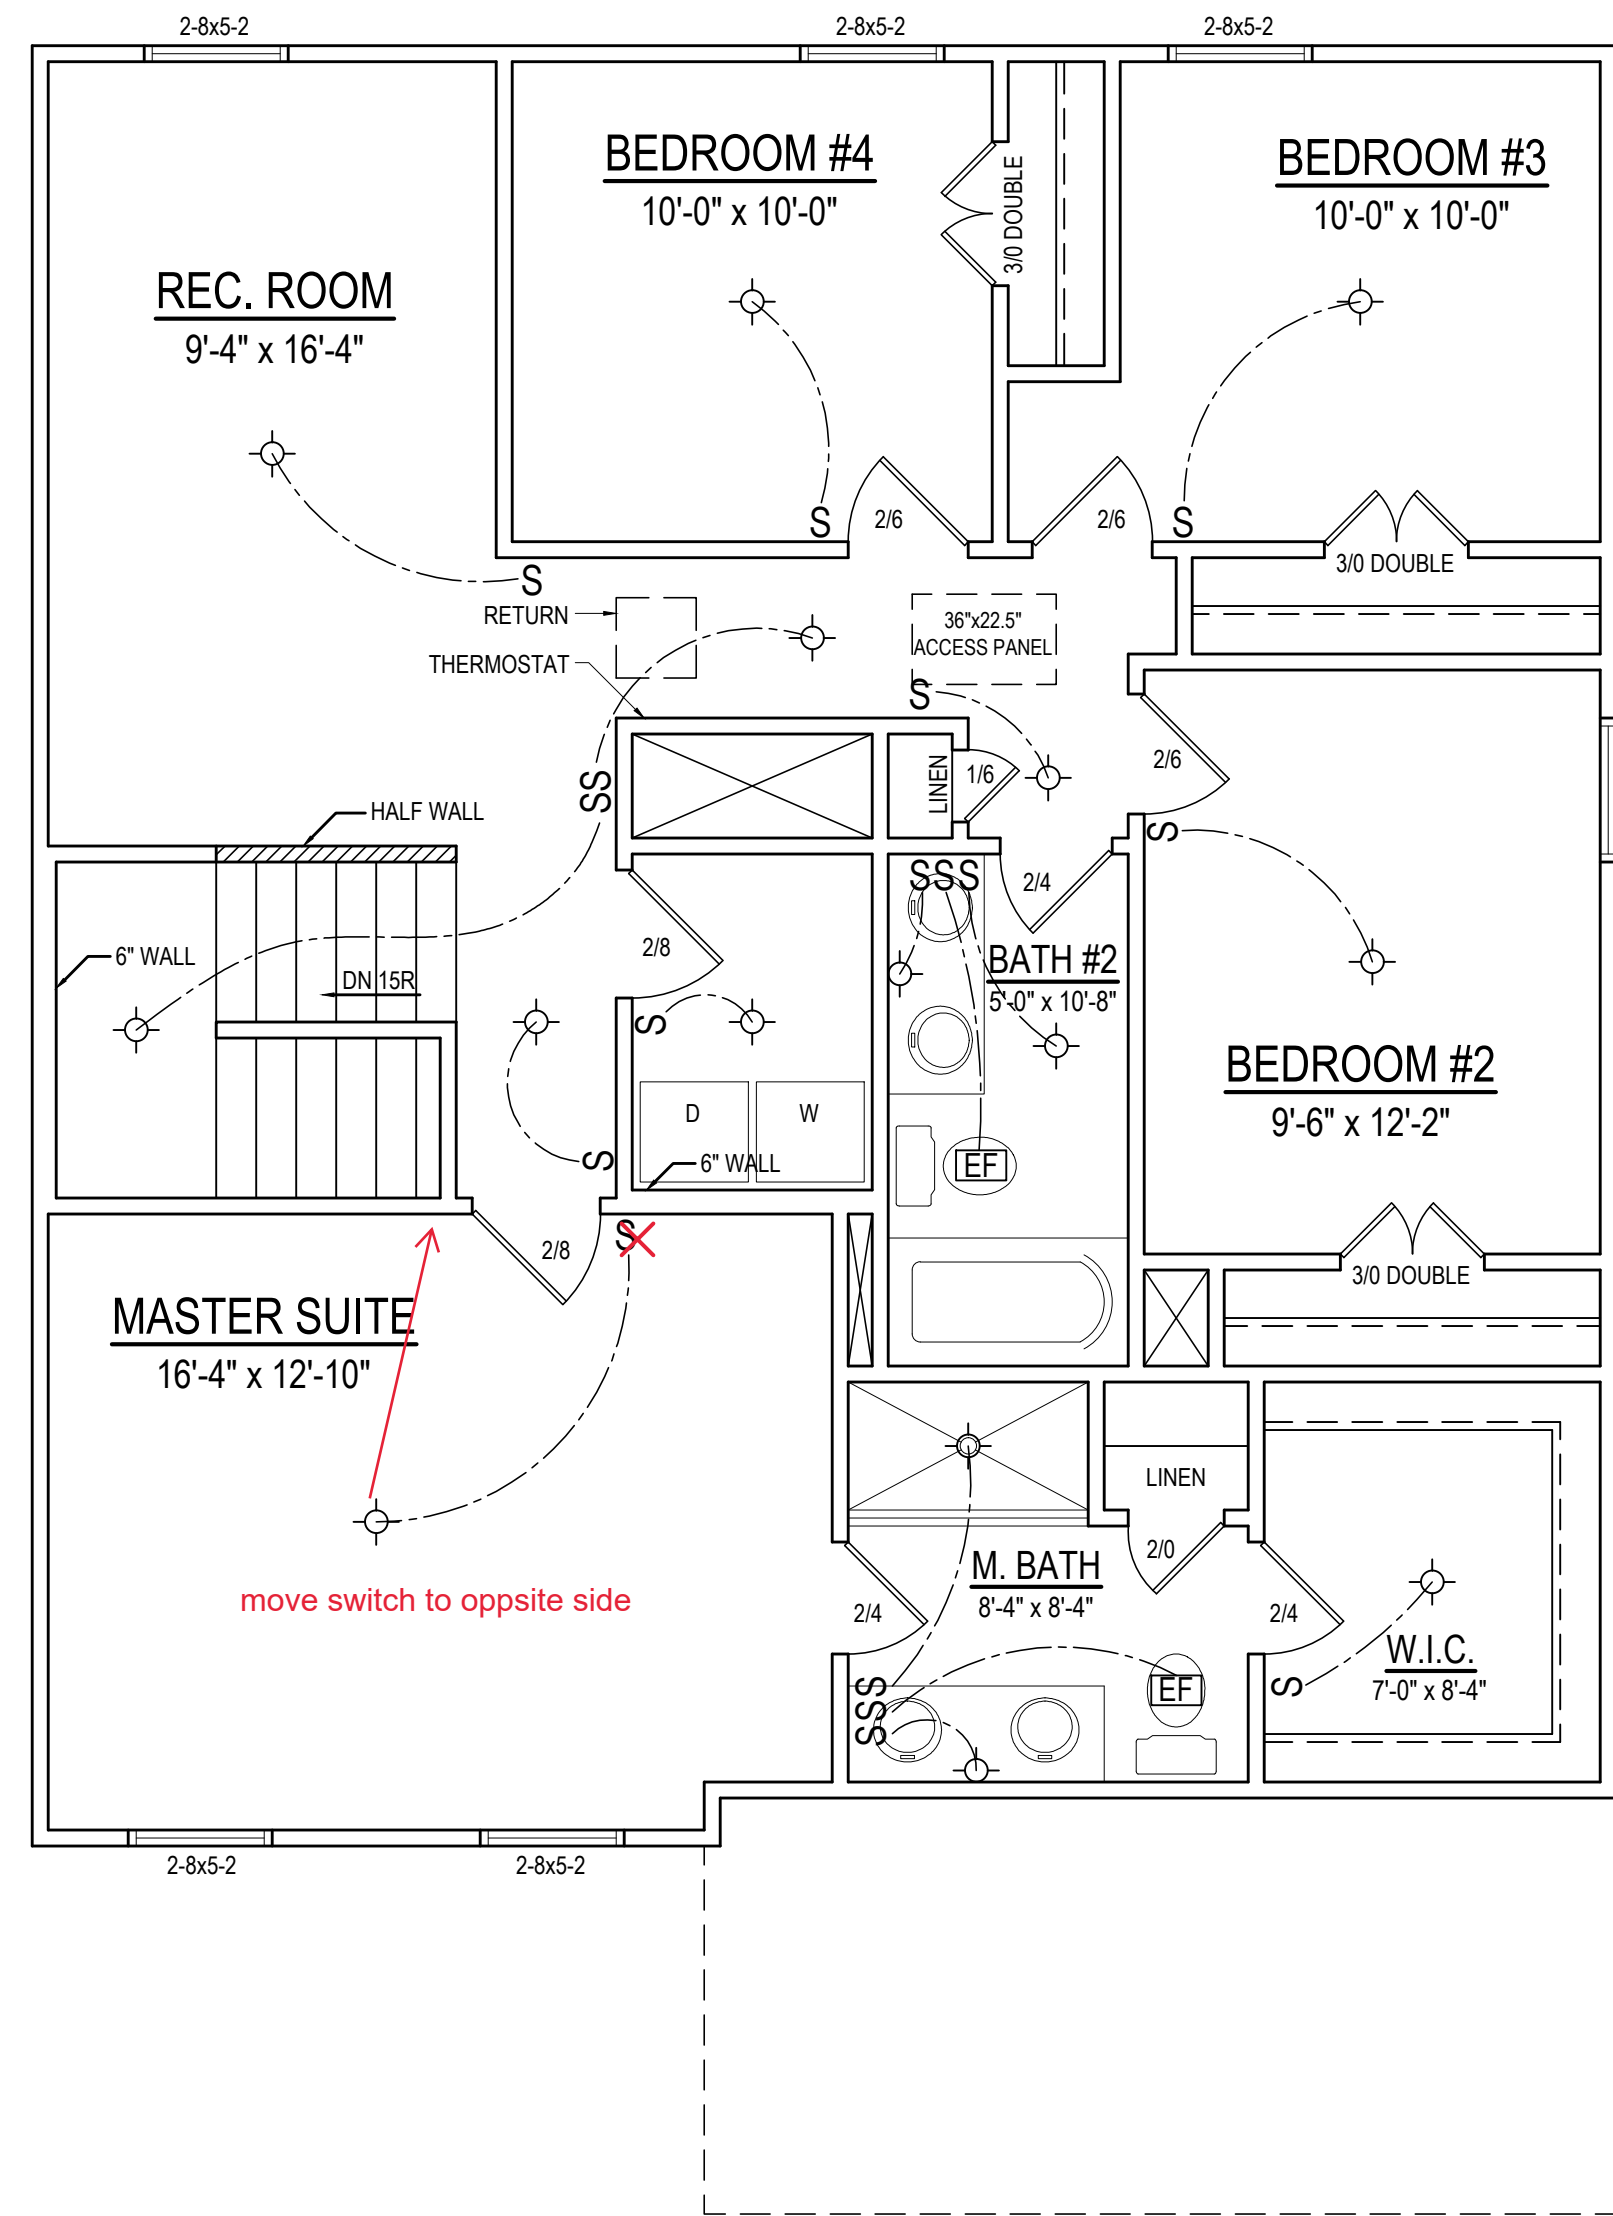 2-8x5-2
2-8x5-2
2-8x5-2
BEDROOM #4
10'-0" x 10'-0"
3/0 DOUBLE
BEDROOM #3
10'-0" x 10'-0"
REC. ROOM
9'-4" x 16'-4"
S
2/6
2/6
S
3/0 DOUBLE
S
RETURN
THERMOSTAT
36"x22.5"
ACCESS PANEL
S
SS
LINEN
1/6
2/6
HALF WALL
S
SSS
2/4
6" WALL
DN 15R
2/8
BATH #2
5'-0" x 10'-8"
S
BEDROOM #2
9'-6" x 12'-2"
D
W
S
6" WALL
EF
S
2/8
3/0 DOUBLE
MASTER SUITE
16'-4" x 12'-10"
LINEN
2/0
M. BATH
8'-4" x 8'-4"
move switch to oppsite side
2/4
2/4
W.I.C.
7'-0" x 8'-4"
SSS
EF
S
2-8x5-2
2-8x5-2